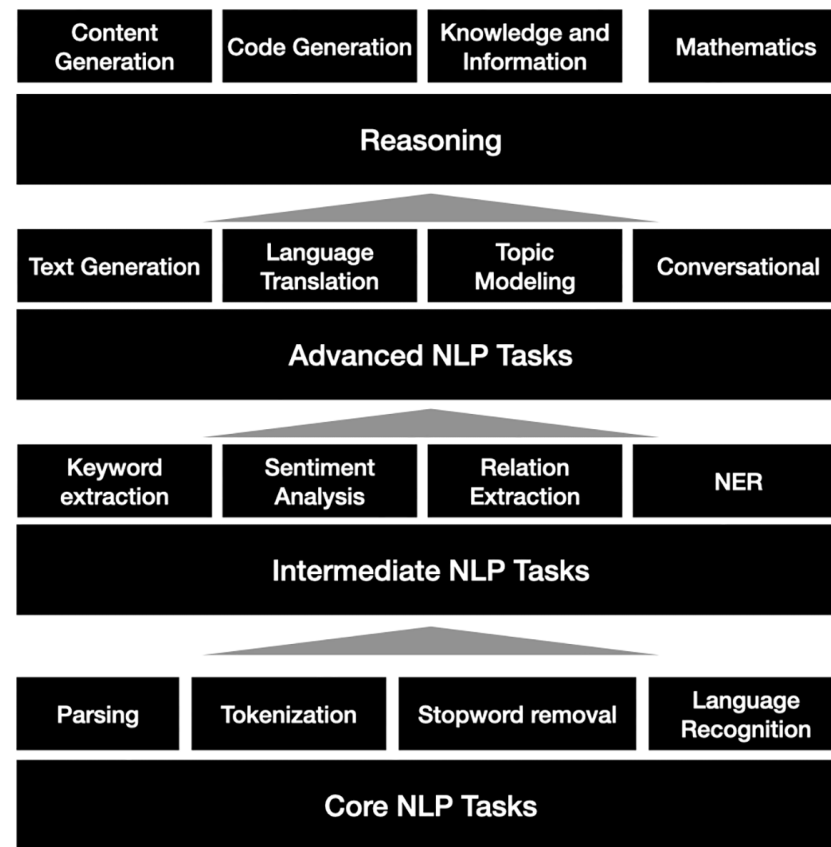 Content
Generation
Code Generation
Knowledge and
Information
Mathematics
Reasoning
Text Generation
Language
Translation
Topic
Modeling
Conversational
Advanced NLP Tasks
Keyword
extraction
Sentiment
Analysis
Relation
Extraction
NER
Intermediate NLP Tasks
Parsing
Tokenization
Stopword removal
Language
Recognition
Core NLP Tasks